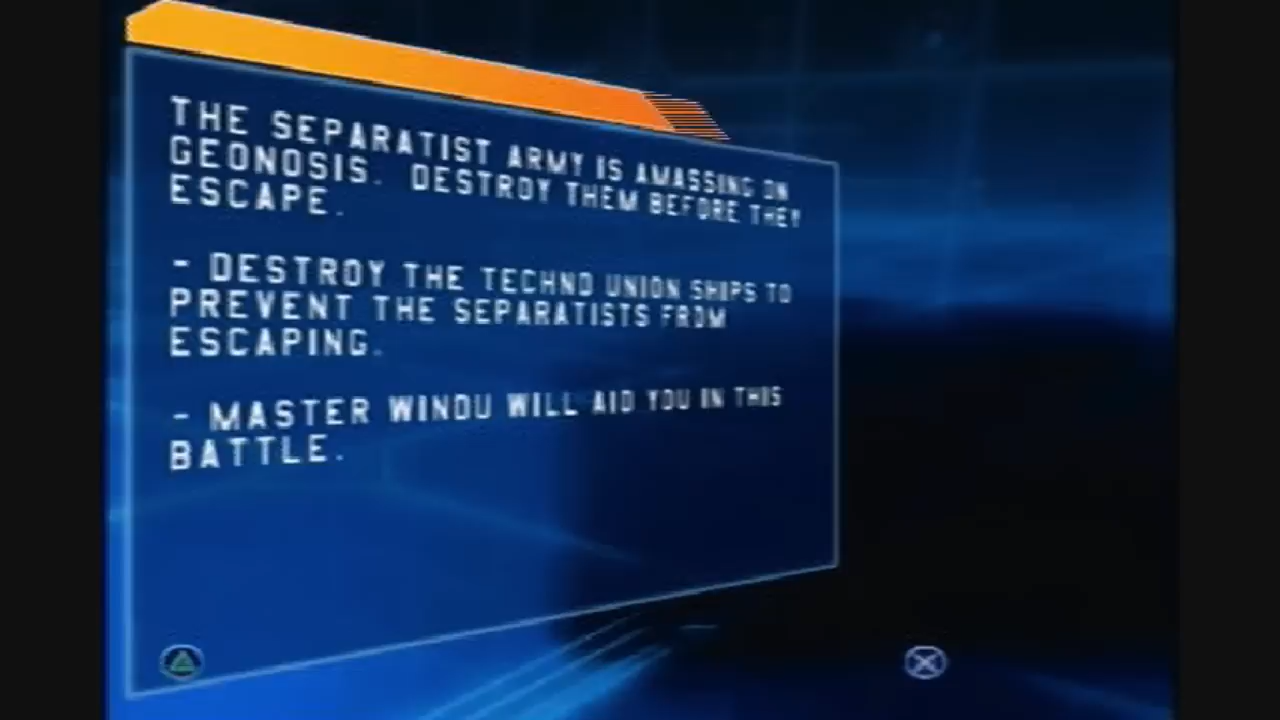 THE SEPARATIST ARMY IS AMASSING ON
GEONOSIS. DESTROY THEM BEFORE THEY
ESCAPE.
- DESTROY THE TECHNO UNION SHIPS TO
PREVENT THE SEPARATISTS FROM
ESCAPING.
- MASTER WINDU WILL AID YOU IN THIS
BATTLE.